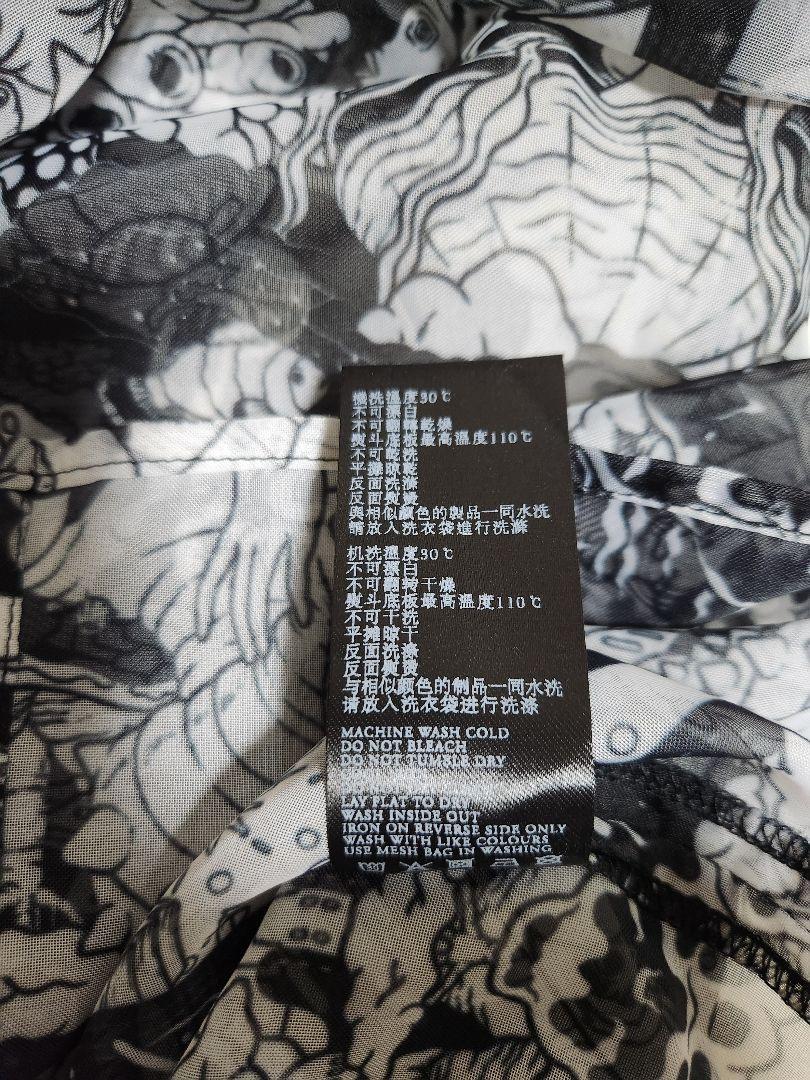 機洗溫度30℃
不可漂白
不可翻轉乾燥
熨斗底板最高溫度110℃
不可乾洗
平攤晾乾
反面洗滌
反面熨燙
與相似顏色的製品一同水洗
請放入洗衣袋進行洗滌
机洗温度30℃
不可漂白
不可翻转干燥
熨斗底板最高温度110℃
不可干洗
平摊晾干
反面洗涤
反面熨烫
与相似颜色的制品一同水洗
请放入洗衣袋进行洗涤
MACHINE WASH COLD
DO NOT BLEACH
DO NOT TUMBLE DRY
LAY FLAT TO DRY
WASH INSIDE OUT
IRON ON REVERSE SIDE ONLY
WASH WITH LIKE COLOURS
USE MESH BAG IN WASHING